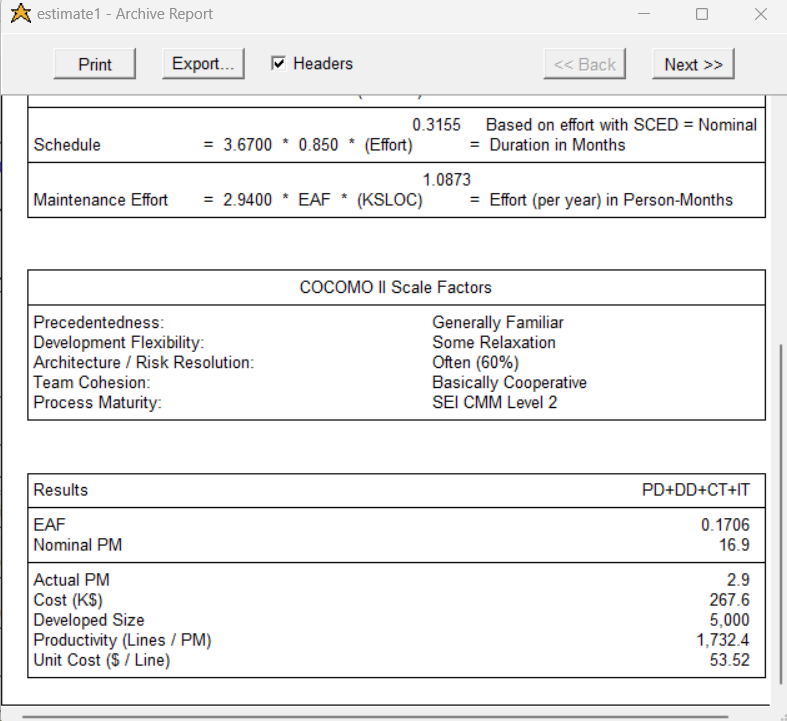 estimate1 - Archive Report
Print Export... Headers << Back Next >>
0.3155 Based on effort with SCED = Nominal
Schedule = 3.6700 * 0.850 * (Effort) = Duration in Months
1.0873
Maintenance Effort = 2.9400 * EAF * (KSLOC) = Effort (per year) in Person-Months
COCOMO II Scale Factors
Precedentedness: Generally Familiar
Development Flexibility: Some Relaxation
Architecture / Risk Resolution: Often (60%)
Team Cohesion: Basically Cooperative
Process Maturity: SEI CMM Level 2
Results PD+DD+CT+IT
EAF 0.1706
Nominal PM 16.9
Actual PM 2.9
Cost (K$) 267.6
Developed Size 5,000
Productivity (Lines / PM) 1,732.4
Unit Cost ($ / Line) 53.52